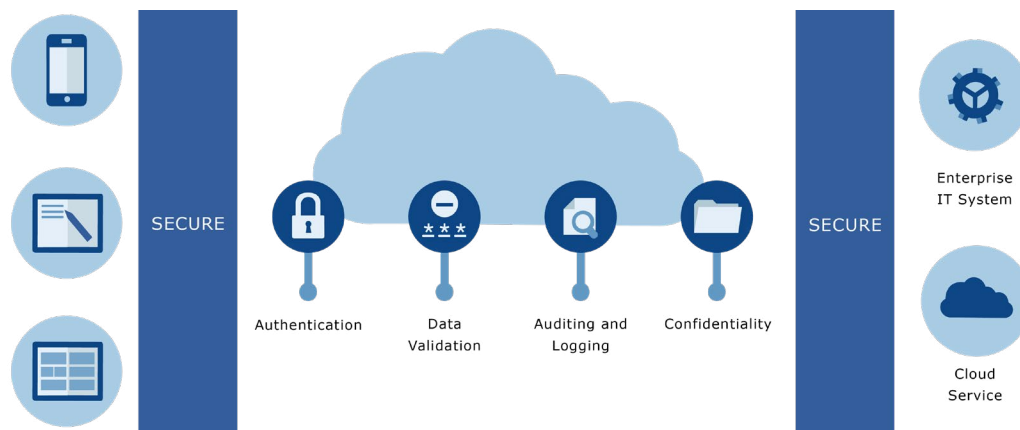 SECURE
Authentication
Data
Validation
Auditing and
Logging
Confidentiality
SECURE
Enterprise
IT System
Cloud
Service